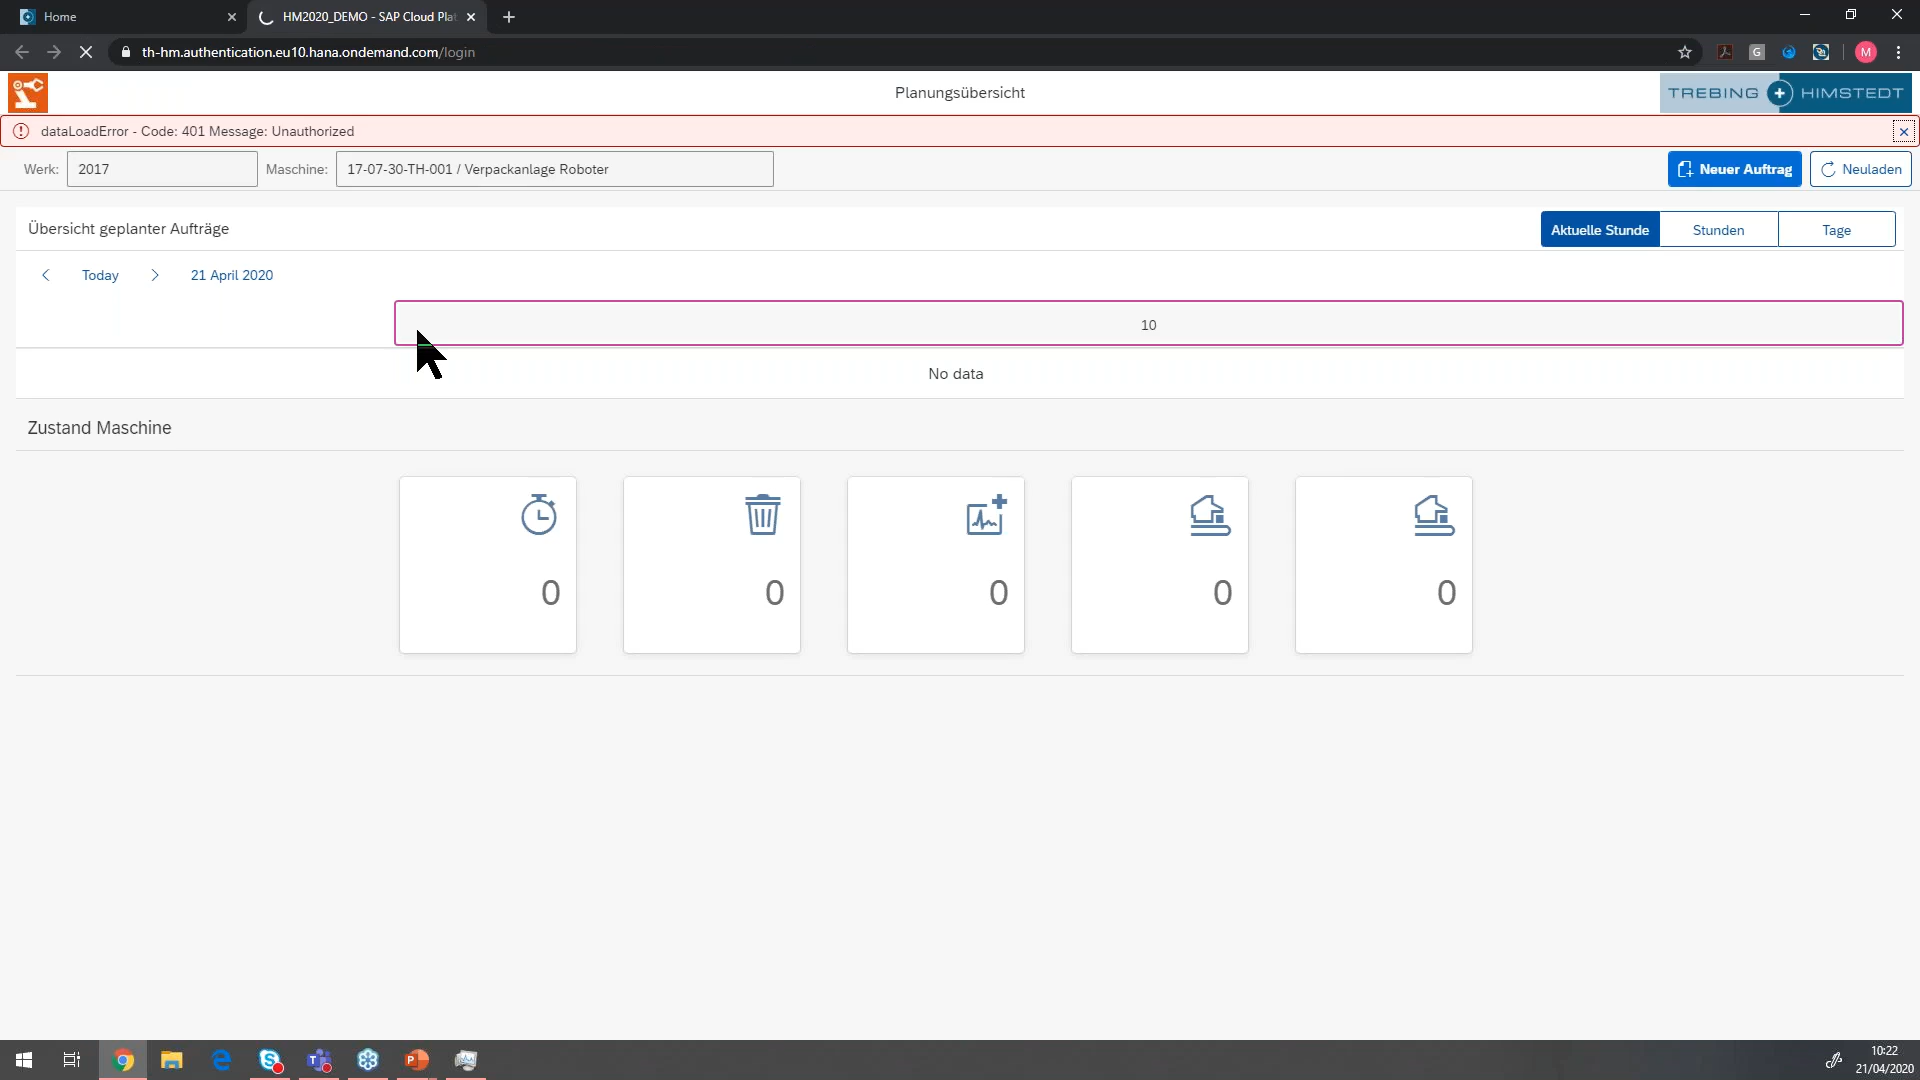 Home
HM2020_DEMO - SAP Cloud Plat
th-hm.authentication.eu10.hana.ondemand.com/login
G
M
Planungsübersicht
TREBING + HIMSTEDT
dataLoadError - Code: 401 Message: Unauthorized
Werk: 2017 Maschine: 17-07-30-TH-001 / Verpackanlage Roboter Neuer Auftrag Neuladen
Übersicht geplanter Aufträge Aktuelle Stunde Stunden Tage
Today 21 April 2020
10
No data
Zustand Maschine
0 0 0 0 0
10:22
21/04/2020